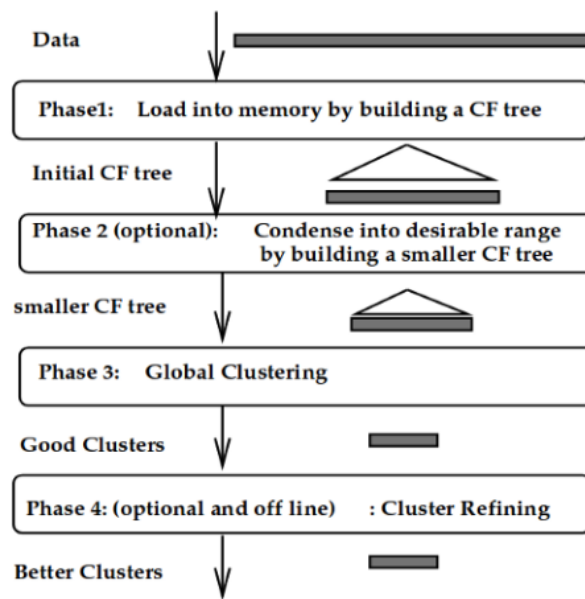 Data
Phase1: Load into memory by building a CF tree
Initial CF tree
Phase 2 (optional): Condense into desirable range
by building a smaller CF tree
smaller CF tree
Phase 3: Global Clustering
Good Clusters
Phase 4: (optional and off line) : Cluster Refining
Better Clusters